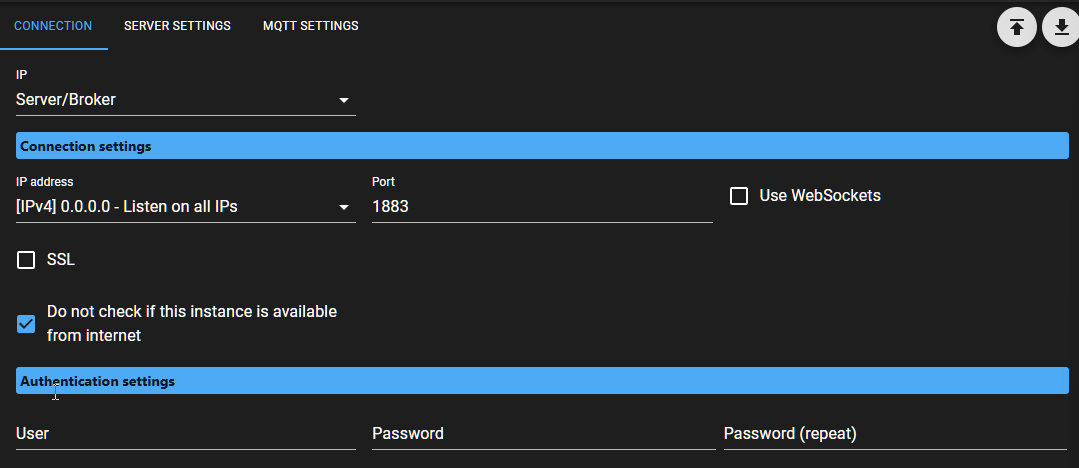 CONNECTION SERVER SETTINGS MQTT SETTINGS
IP
Server/Broker
Connection settings
IP address Port
[IPv4] 0.0.0.0 - Listen on all IPs 1883 Use WebSockets
SSL
Do not check if this instance is available
from internet
Authentication settings
User Password Password (repeat)